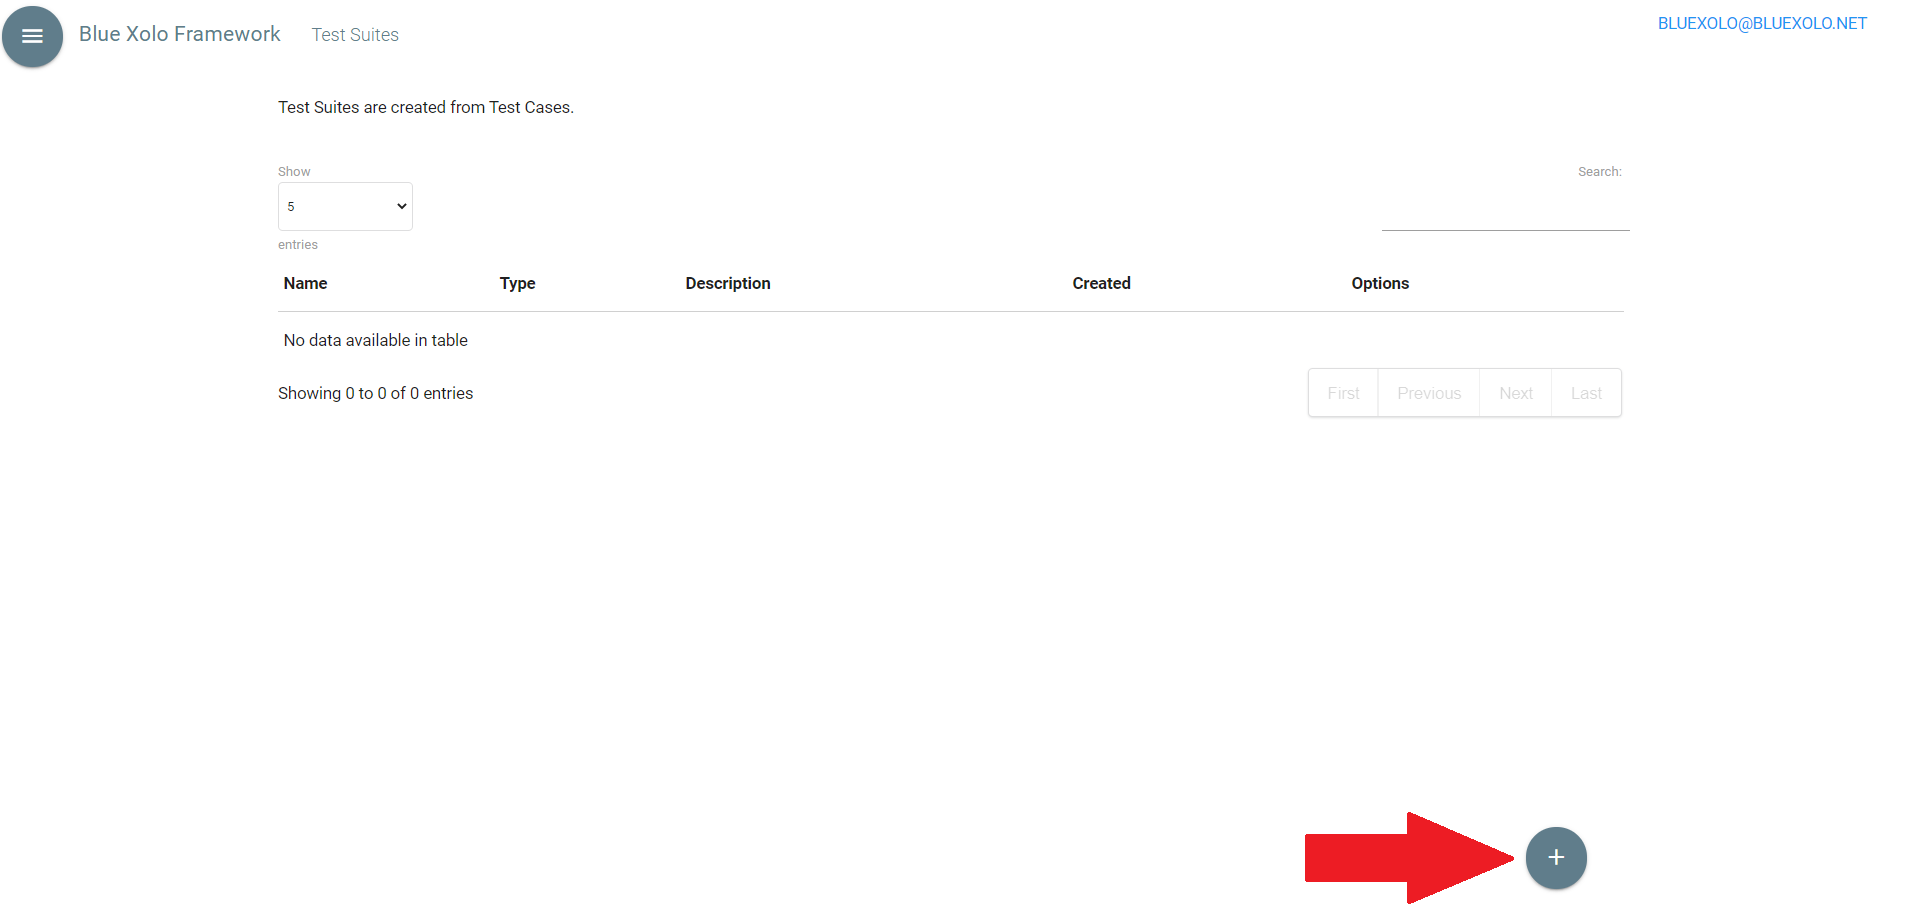 Blue Xolo Framework Test Suites BLUEXOLO@BLUEXOLO.NET
Test Suites are created from Test Cases.
Show Search:
5
entries
Name Type Description Created Options
No data available in table
Showing 0 to 0 of 0 entries First Previous Next Last
+